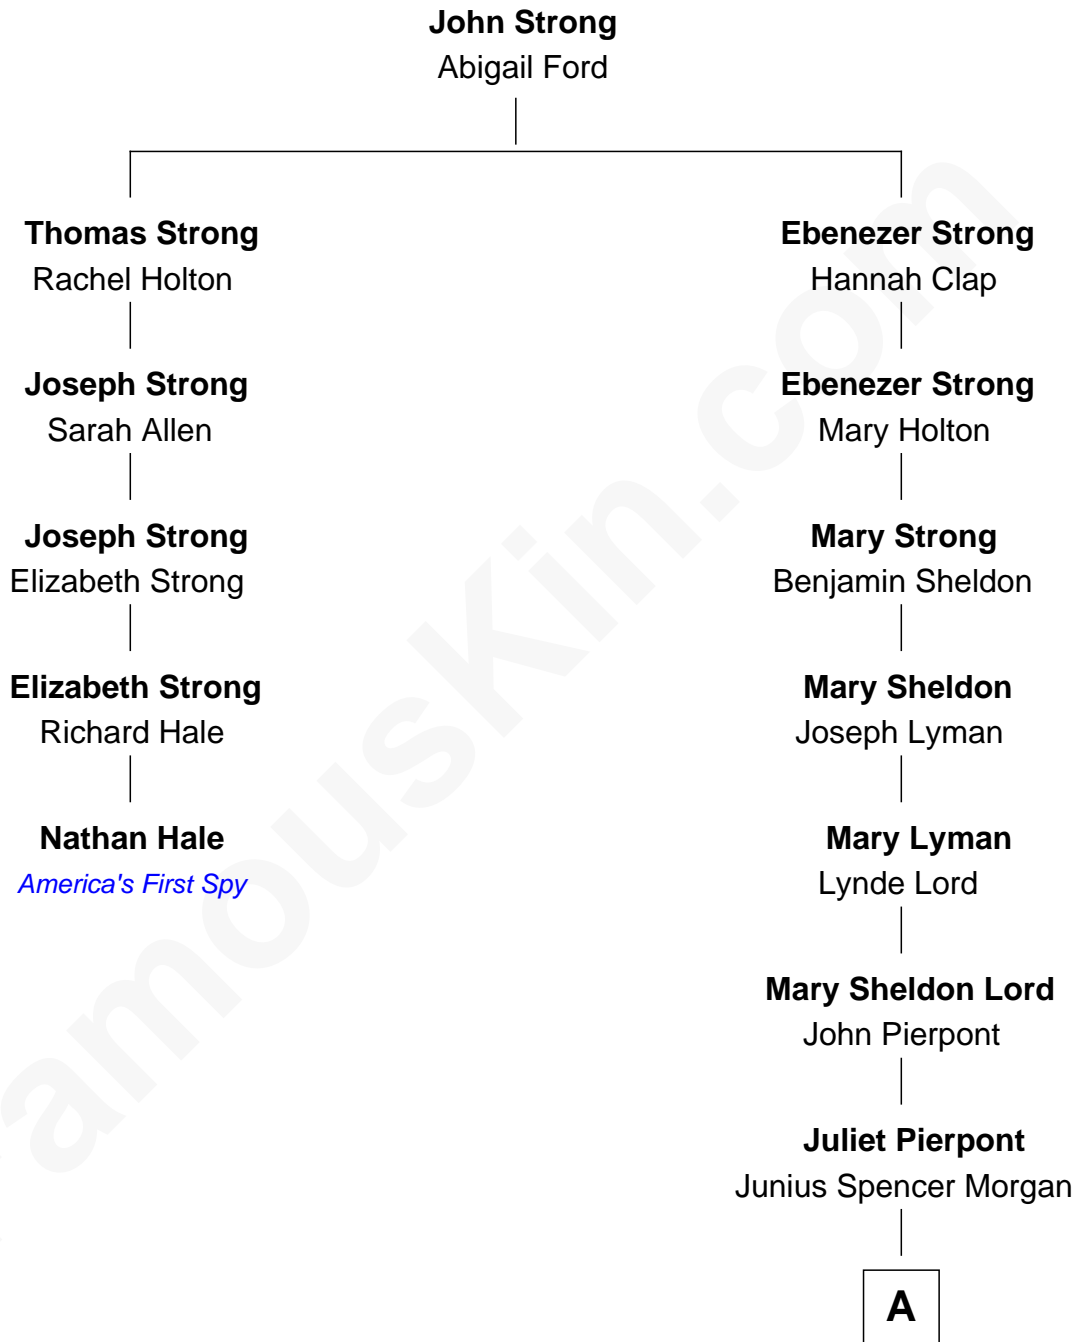 John Strong
Abigail Ford
Thomas Strong
Rachel Holton
Ebenezer Strong
Hannah Clap
Joseph Strong
Sarah Allen
Ebenezer Strong
Mary Holton
Joseph Strong
Elizabeth Strong
Mary Strong
Benjamin Sheldon
Elizabeth Strong
Richard Hale
Mary Sheldon
Joseph Lyman
Nathan Hale
America's First Spy
Mary Lyman
Lynde Lord
Mary Sheldon Lord
John Pierpont
Juliet Pierpont
Junius Spencer Morgan
A
amousKin.com